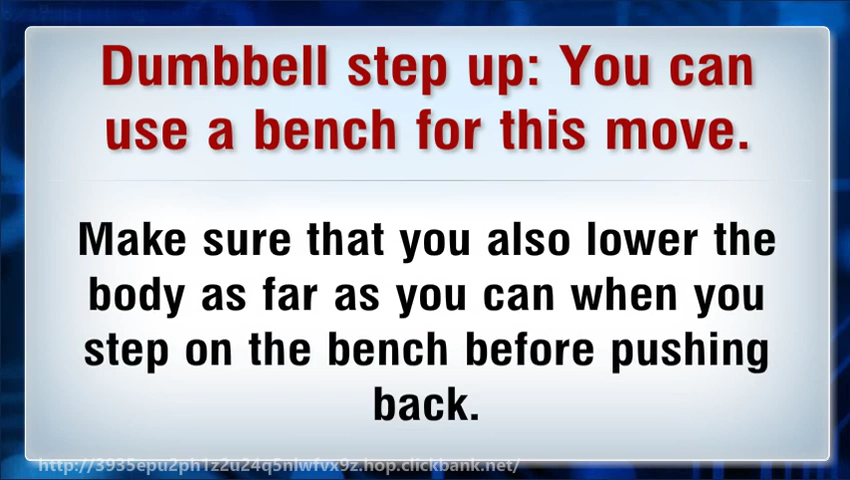 Dumbbell step up: You can
use a bench for this move.
Make sure that you also lower the
body as far as you can when you
step on the bench before pushing
back.
http://3935epu2ph1z2u24q5nlwfvx9z.hop.clickbank.net/